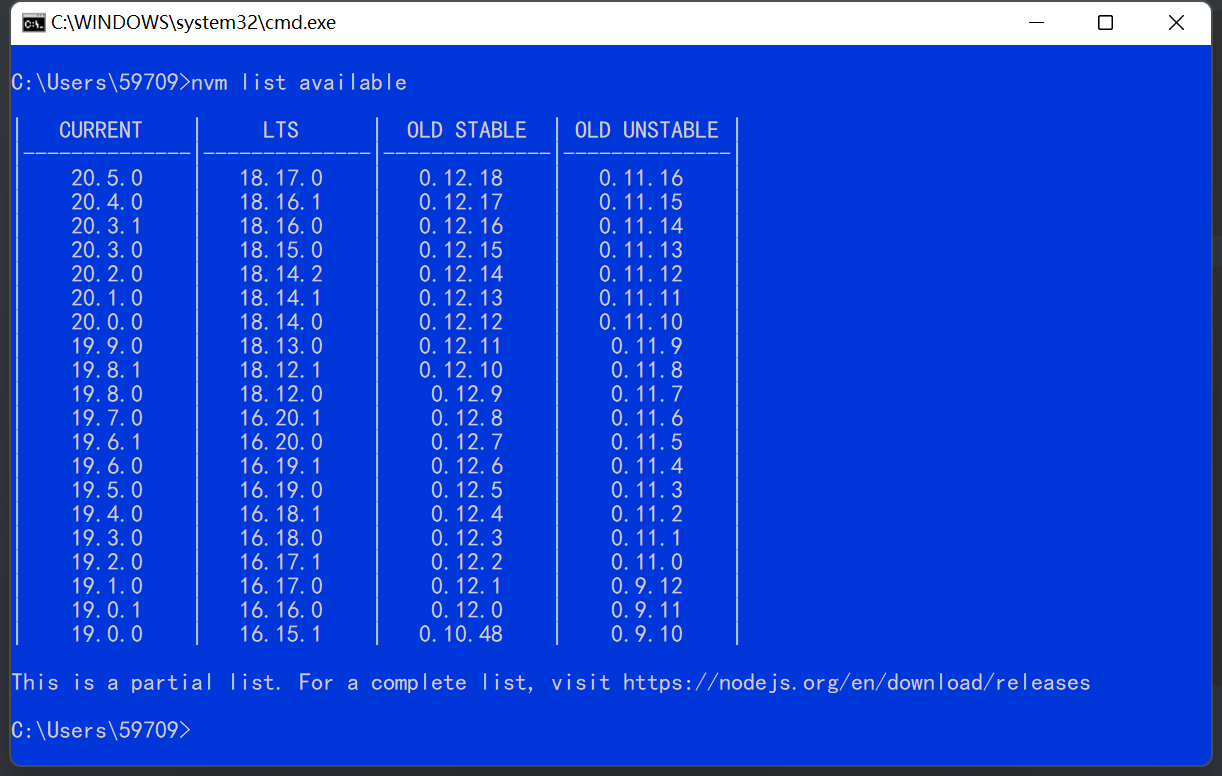 C:\WINDOWS\system32\cmd.exe
C:\Users\59709>nvm list available
| CURRENT | LTS | OLD STABLE | OLD UNSTABLE |
|--------------|--------------|--------------|--------------|
| 20.5.0 | 18.17.0 | 0.12.18 | 0.11.16 |
| 20.4.0 | 18.16.1 | 0.12.17 | 0.11.15 |
| 20.3.1 | 18.16.0 | 0.12.16 | 0.11.14 |
| 20.3.0 | 18.15.0 | 0.12.15 | 0.11.13 |
| 20.2.0 | 18.14.2 | 0.12.14 | 0.11.12 |
| 20.1.0 | 18.14.1 | 0.12.13 | 0.11.11 |
| 20.0.0 | 18.14.0 | 0.12.12 | 0.11.10 |
| 19.9.0 | 18.13.0 | 0.12.11 | 0.11.9 |
| 19.8.1 | 18.12.1 | 0.12.10 | 0.11.8 |
| 19.8.0 | 18.12.0 | 0.12.9 | 0.11.7 |
| 19.7.0 | 16.20.1 | 0.12.8 | 0.11.6 |
| 19.6.1 | 16.20.0 | 0.12.7 | 0.11.5 |
| 19.6.0 | 16.19.1 | 0.12.6 | 0.11.4 |
| 19.5.0 | 16.19.0 | 0.12.5 | 0.11.3 |
| 19.4.0 | 16.18.1 | 0.12.4 | 0.11.2 |
| 19.3.0 | 16.18.0 | 0.12.3 | 0.11.1 |
| 19.2.0 | 16.17.1 | 0.12.2 | 0.11.0 |
| 19.1.0 | 16.17.0 | 0.12.1 | 0.9.12 |
| 19.0.1 | 16.16.0 | 0.12.0 | 0.9.11 |
| 19.0.0 | 16.15.1 | 0.10.48 | 0.9.10 |
This is a partial list. For a complete list, visit https://nodejs.org/en/download/releases
C:\Users\59709>